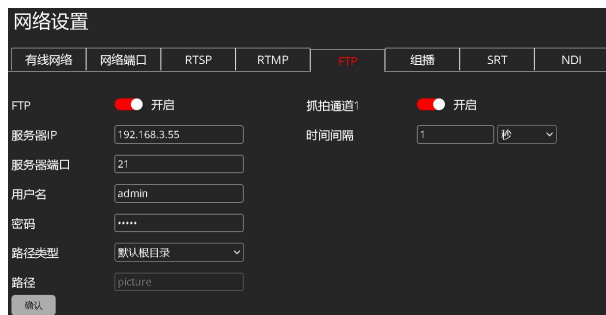 网络设置
有线网络 网络端口 RTSP RTMP FTP 组播 SRT NDI
FTP 开启 抓拍通道1 开启
服务器IP 192.168.3.55 时间间隔 1 秒
服务器端口 21
用户名 admin
密码 •••••
路径类型 默认根目录
路径 picture
确认